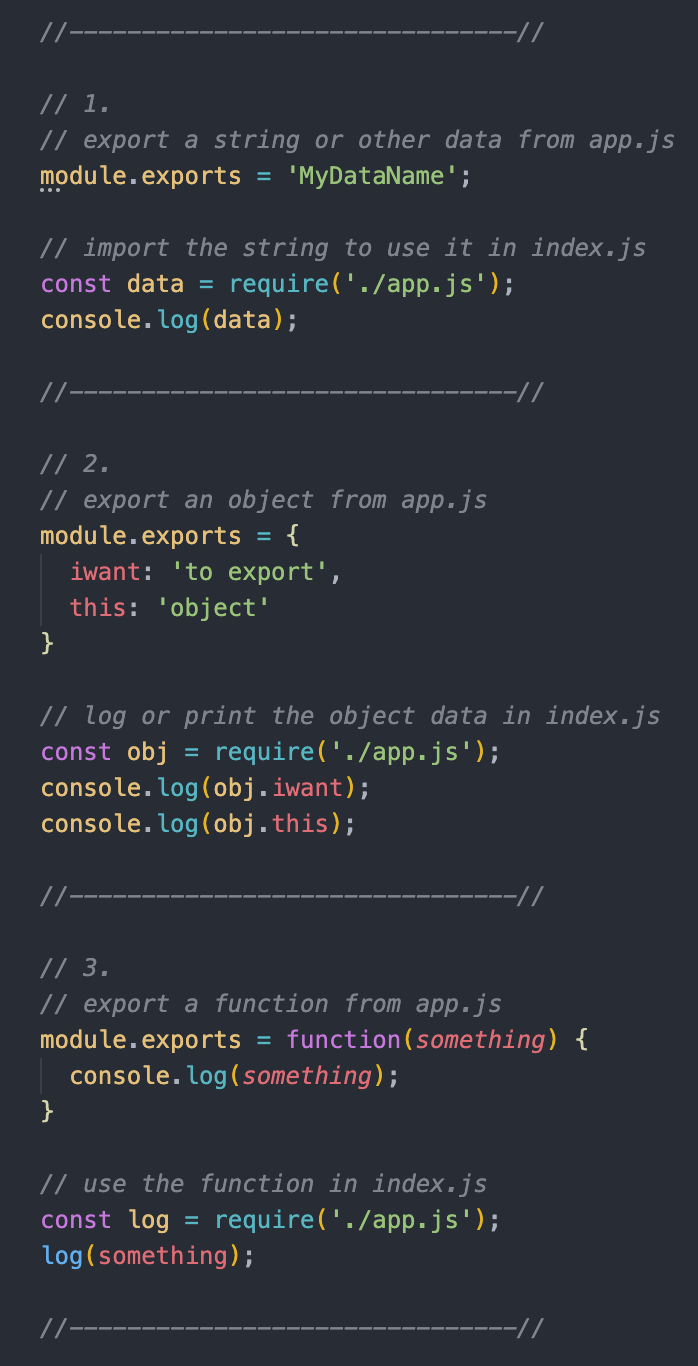 //-------------------------------//
// 1.
// export a string or other data from app.js
module.exports = 'MyDataName';
// import the string to use it in index.js
const data = require('./app.js');
console.log(data);
//-------------------------------//
// 2.
// export an object from app.js
module.exports = {
  iwant: 'to export',
  this: 'object'
}
// log or print the object data in index.js
const obj = require('./app.js');
console.log(obj.iwant);
console.log(obj.this);
//-------------------------------//
// 3.
// export a function from app.js
module.exports = function(something) {
  console.log(something);
}
// use the function in index.js
const log = require('./app.js');
log(something);
//-------------------------------//